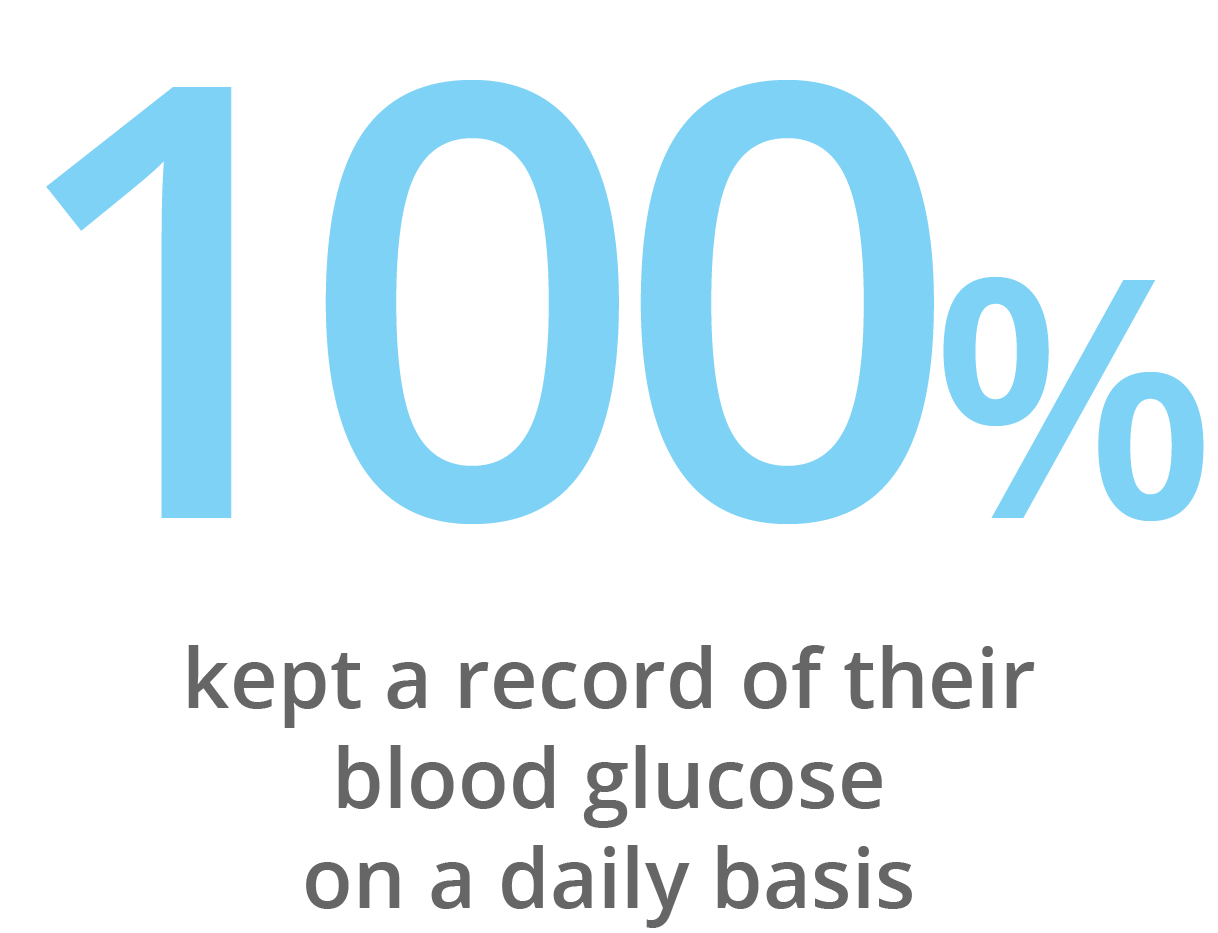 100%
kept a record of their
blood glucose
on a daily basis